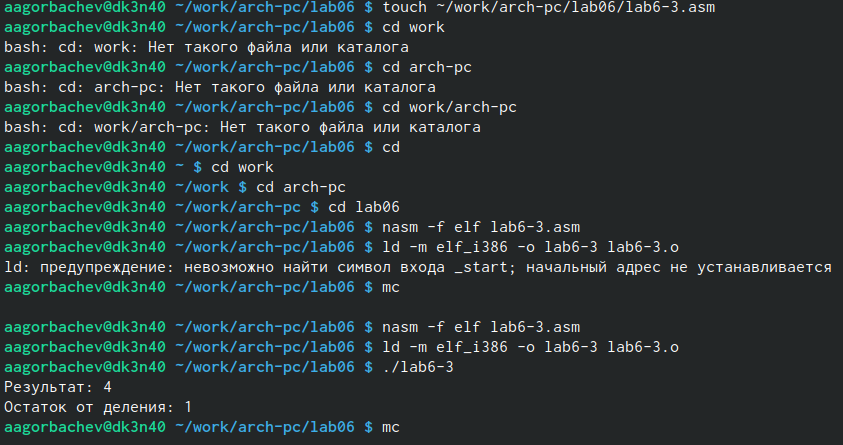 aagorbachev@dk3n40 ~/work/arch-pc/lab06 $ touch ~/work/arch-pc/lab06/lab6-3.asm
aagorbachev@dk3n40 ~/work/arch-pc/lab06 $ cd work
bash: cd: work: Нет такого файла или каталога
aagorbachev@dk3n40 ~/work/arch-pc/lab06 $ cd arch-pc
bash: cd: arch-pc: Нет такого файла или каталога
aagorbachev@dk3n40 ~/work/arch-pc/lab06 $ cd work/arch-pc
bash: cd: work/arch-pc: Нет такого файла или каталога
aagorbachev@dk3n40 ~/work/arch-pc/lab06 $ cd
aagorbachev@dk3n40 ~ $ cd work
aagorbachev@dk3n40 ~/work $ cd arch-pc
aagorbachev@dk3n40 ~/work/arch-pc $ cd lab06
aagorbachev@dk3n40 ~/work/arch-pc/lab06 $ nasm -f elf lab6-3.asm
aagorbachev@dk3n40 ~/work/arch-pc/lab06 $ ld -m elf_i386 -o lab6-3 lab6-3.o
ld: предупреждение: невозможно найти символ входа _start; начальный адрес не устанавливается
aagorbachev@dk3n40 ~/work/arch-pc/lab06 $ mc
aagorbachev@dk3n40 ~/work/arch-pc/lab06 $ nasm -f elf lab6-3.asm
aagorbachev@dk3n40 ~/work/arch-pc/lab06 $ ld -m elf_i386 -o lab6-3 lab6-3.o
aagorbachev@dk3n40 ~/work/arch-pc/lab06 $ ./lab6-3
Результат: 4
Остаток от деления: 1
aagorbachev@dk3n40 ~/work/arch-pc/lab06 $ mc